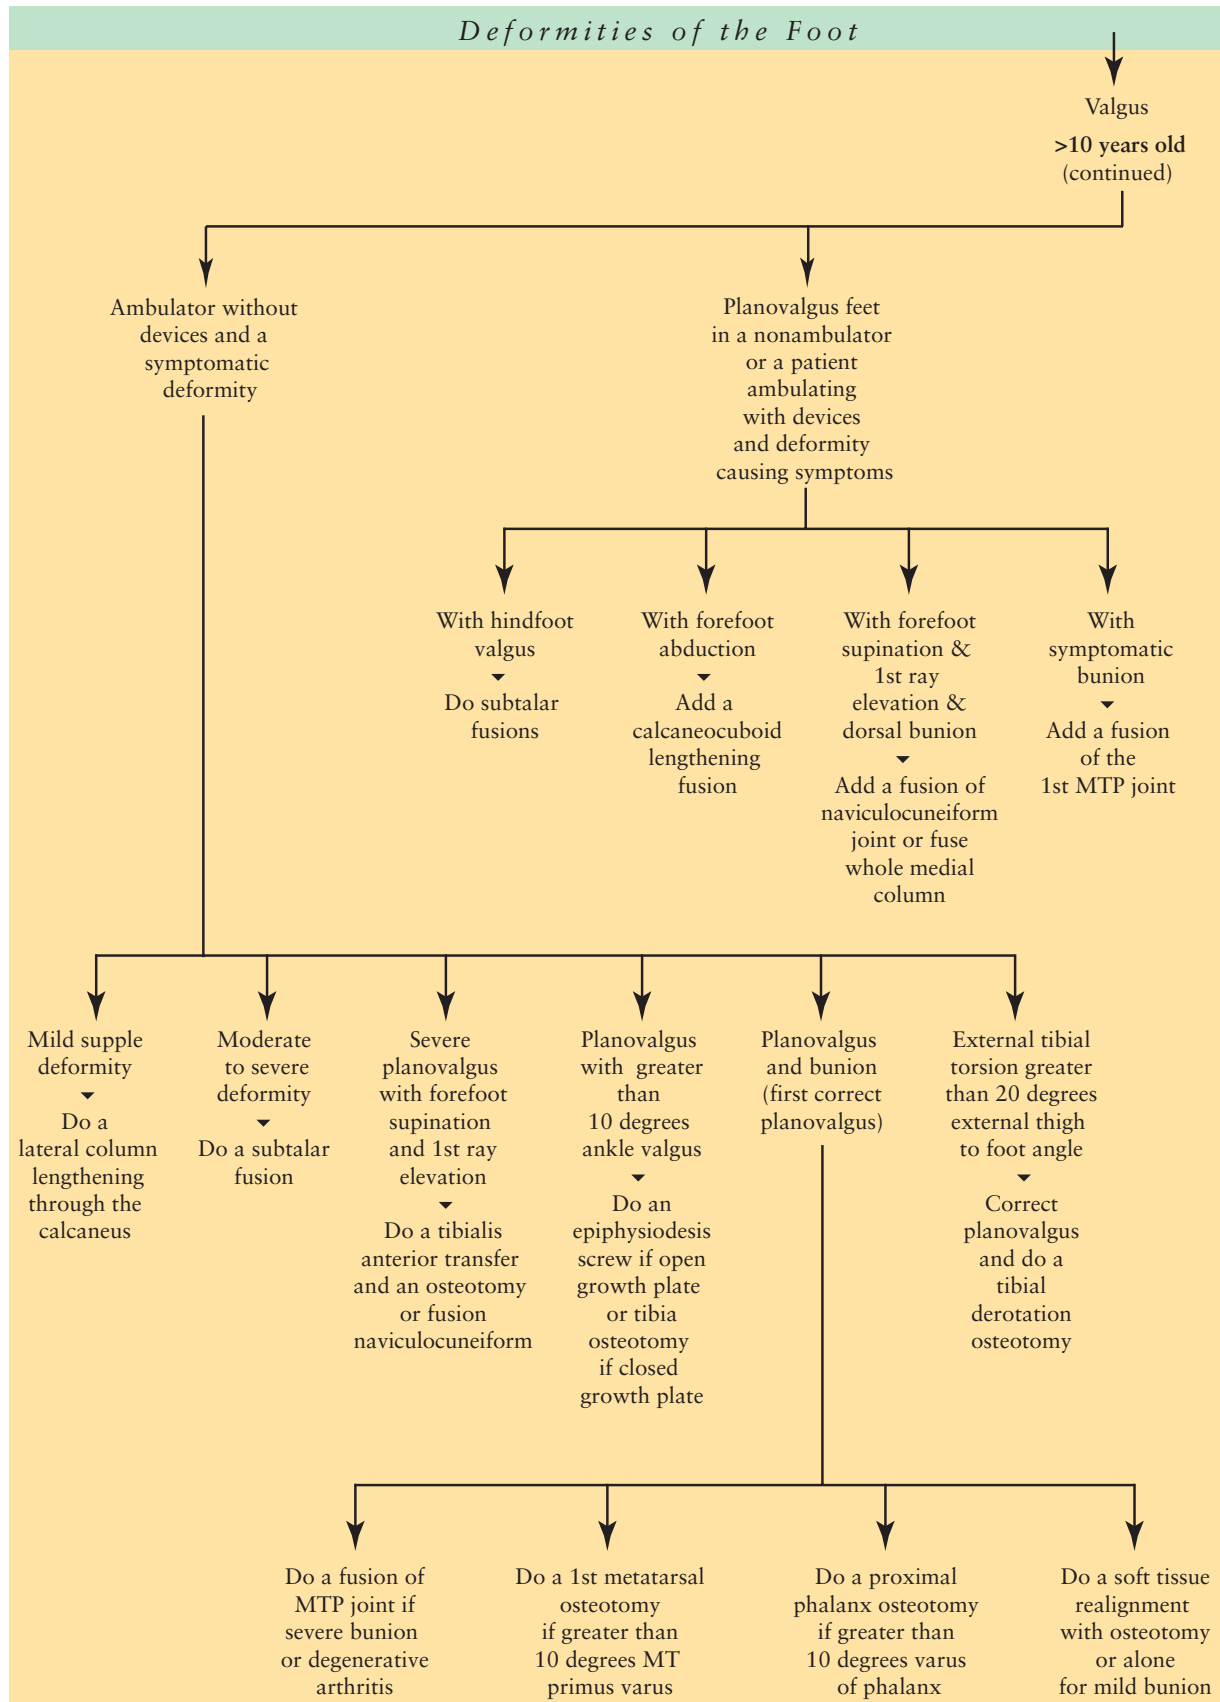 Deformities of the Foot
Valgus
>10 years old
(continued)
Ambulator without
devices and a
symptomatic
deformity
Planovalgus feet
in a nonambulator
or a patient
ambulating
with devices
and deformity
causing symptoms
With hindfoot
valgus
Do subtalar
fusions
With forefoot
abduction
Add a
calcaneocuboid
lengthening
fusion
With forefoot
supination &
1st ray
elevation &
dorsal bunion
Add a fusion of
naviculocuneiform
joint or fuse
whole medial
column
With
symptomatic
bunion
Add a fusion
of the
1st MTP joint
Mild supple
deformity
Do a
lateral column
lengthening
through the
calcaneus
Moderate
to severe
deformity
Do a subtalar
fusion
Severe
planovalgus
with forefoot
supination
and 1st ray
elevation
Do a tibialis
anterior transfer
and an osteotomy
or fusion
naviculocuneiform
Planovalgus
with greater
than
10 degrees
ankle valgus
Do an
epiphysiodesis
screw if open
growth plate
or tibia
osteotomy
if closed
growth plate
Planovalgus
and bunion
(first correct
planovalgus)
External tibial
torsion greater
than 20 degrees
external thigh
to foot angle
Correct
planovalgus
and do a
tibial
derotation
osteotomy
Do a fusion of
MTP joint if
severe bunion
or degenerative
arthritis
Do a 1st metatarsal
osteotomy
if greater than
10 degrees MT
primus varus
Do a proximal
phalanx osteotomy
if greater than
10 degrees varus
of phalanx
Do a soft tissue
realignment
with osteotomy
or alone
for mild bunion